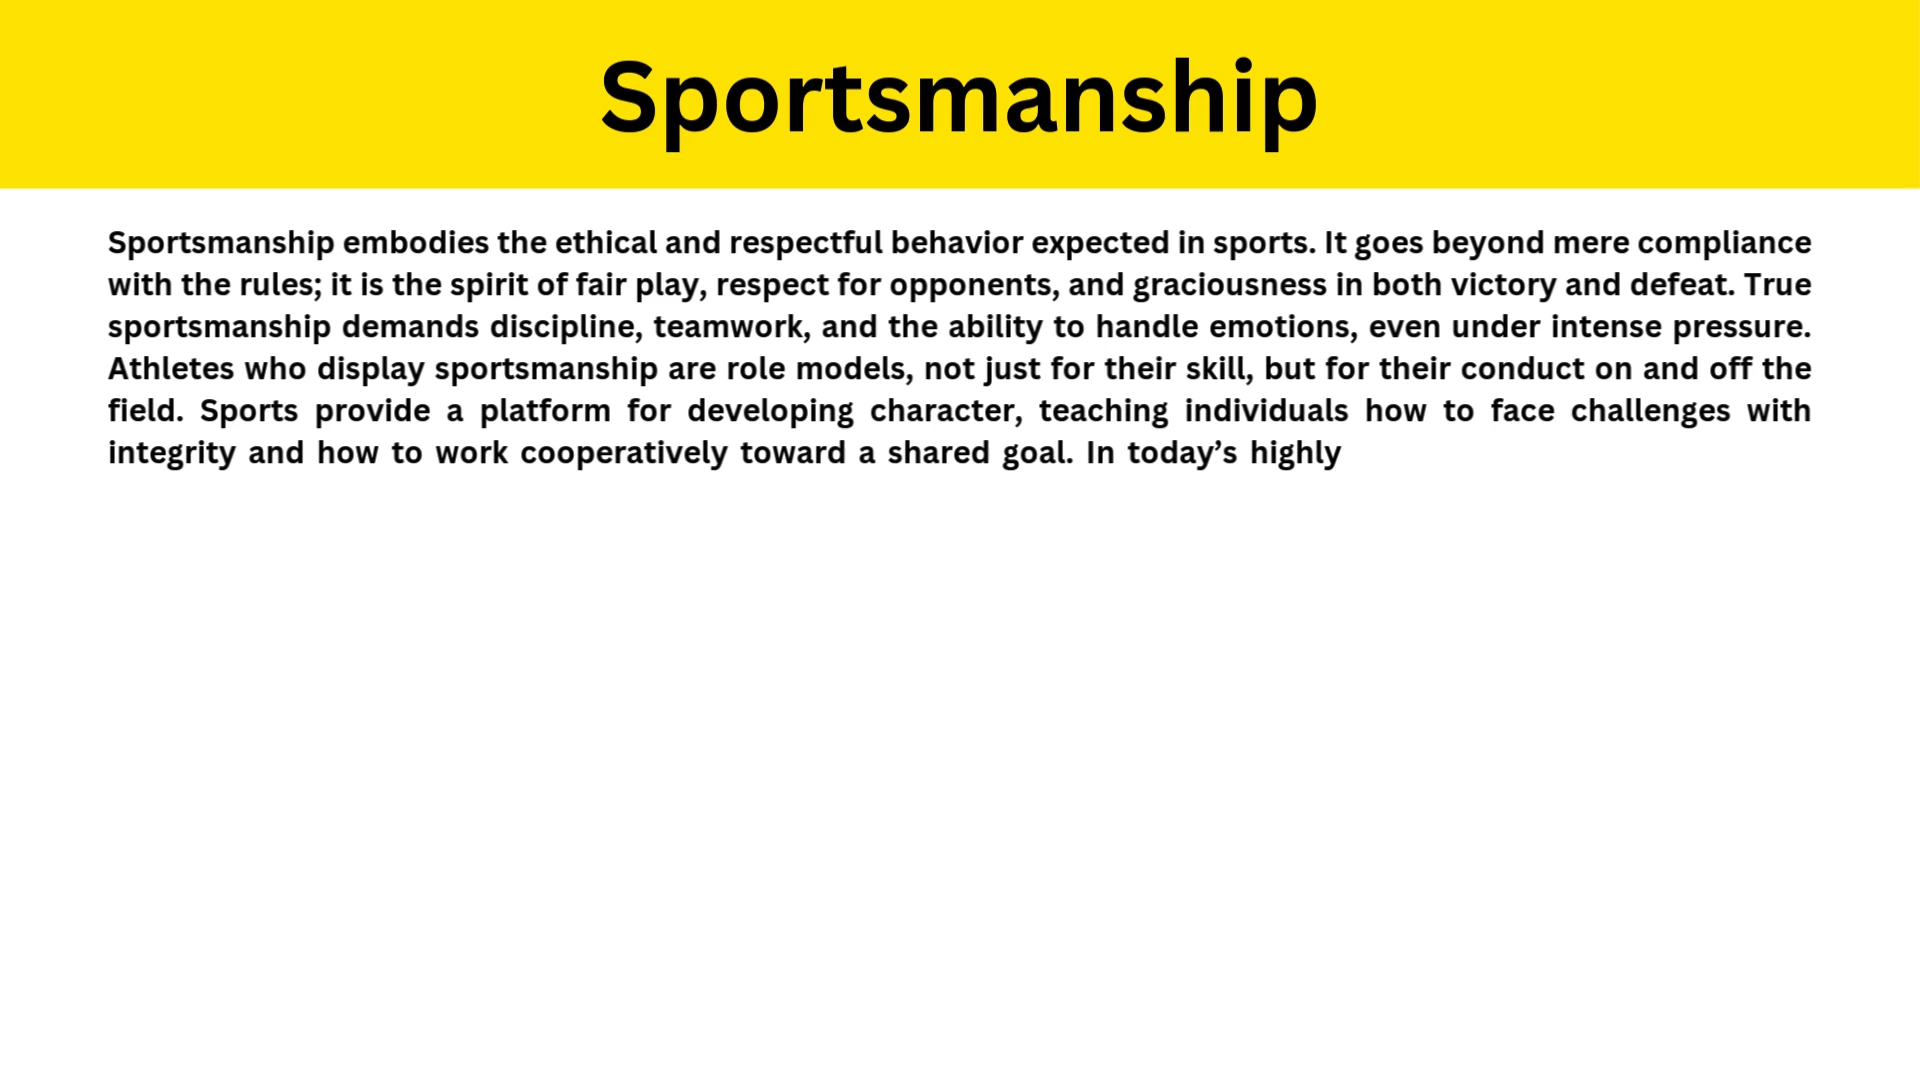 Sportsmanship
Sportsmanship embodies the ethical and respectful behavior expected in sports. It goes beyond mere compliance
with the rules; it is the spirit of fair play, respect for opponents, and graciousness in both victory and defeat. True
sportsmanship demands discipline, teamwork, and the ability to handle emotions, even under intense pressure.
Athletes who display sportsmanship are role models, not just for their skill, but for their conduct on and off the
field. Sports provide a platform for developing character, teaching individuals how to face challenges with
integrity and how to work cooperatively toward a shared goal. In today’s highly